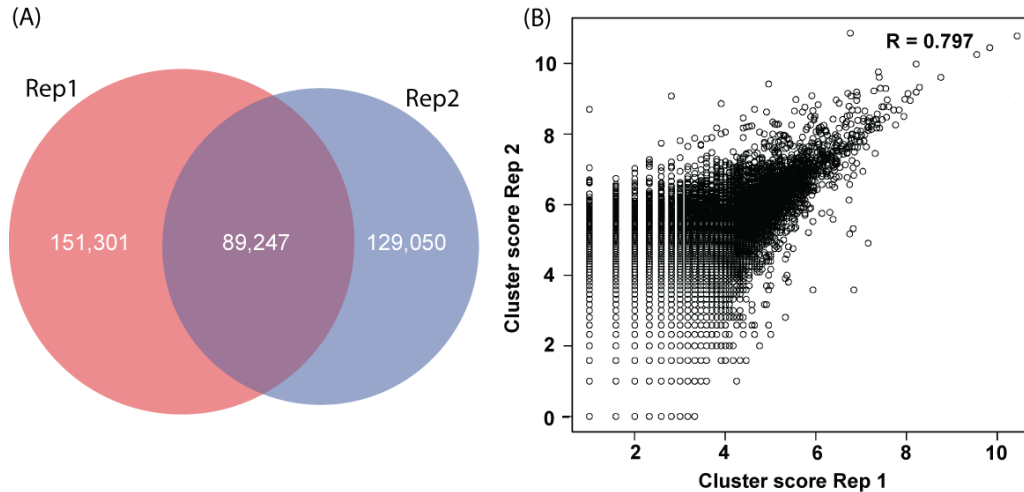 (A)
Rep1
Rep2
151,301
89,247
129,050
(B)
R = 0.797
Cluster score Rep 2
10
8
6
4
2
0
2
4
6
8
10
Cluster score Rep 1